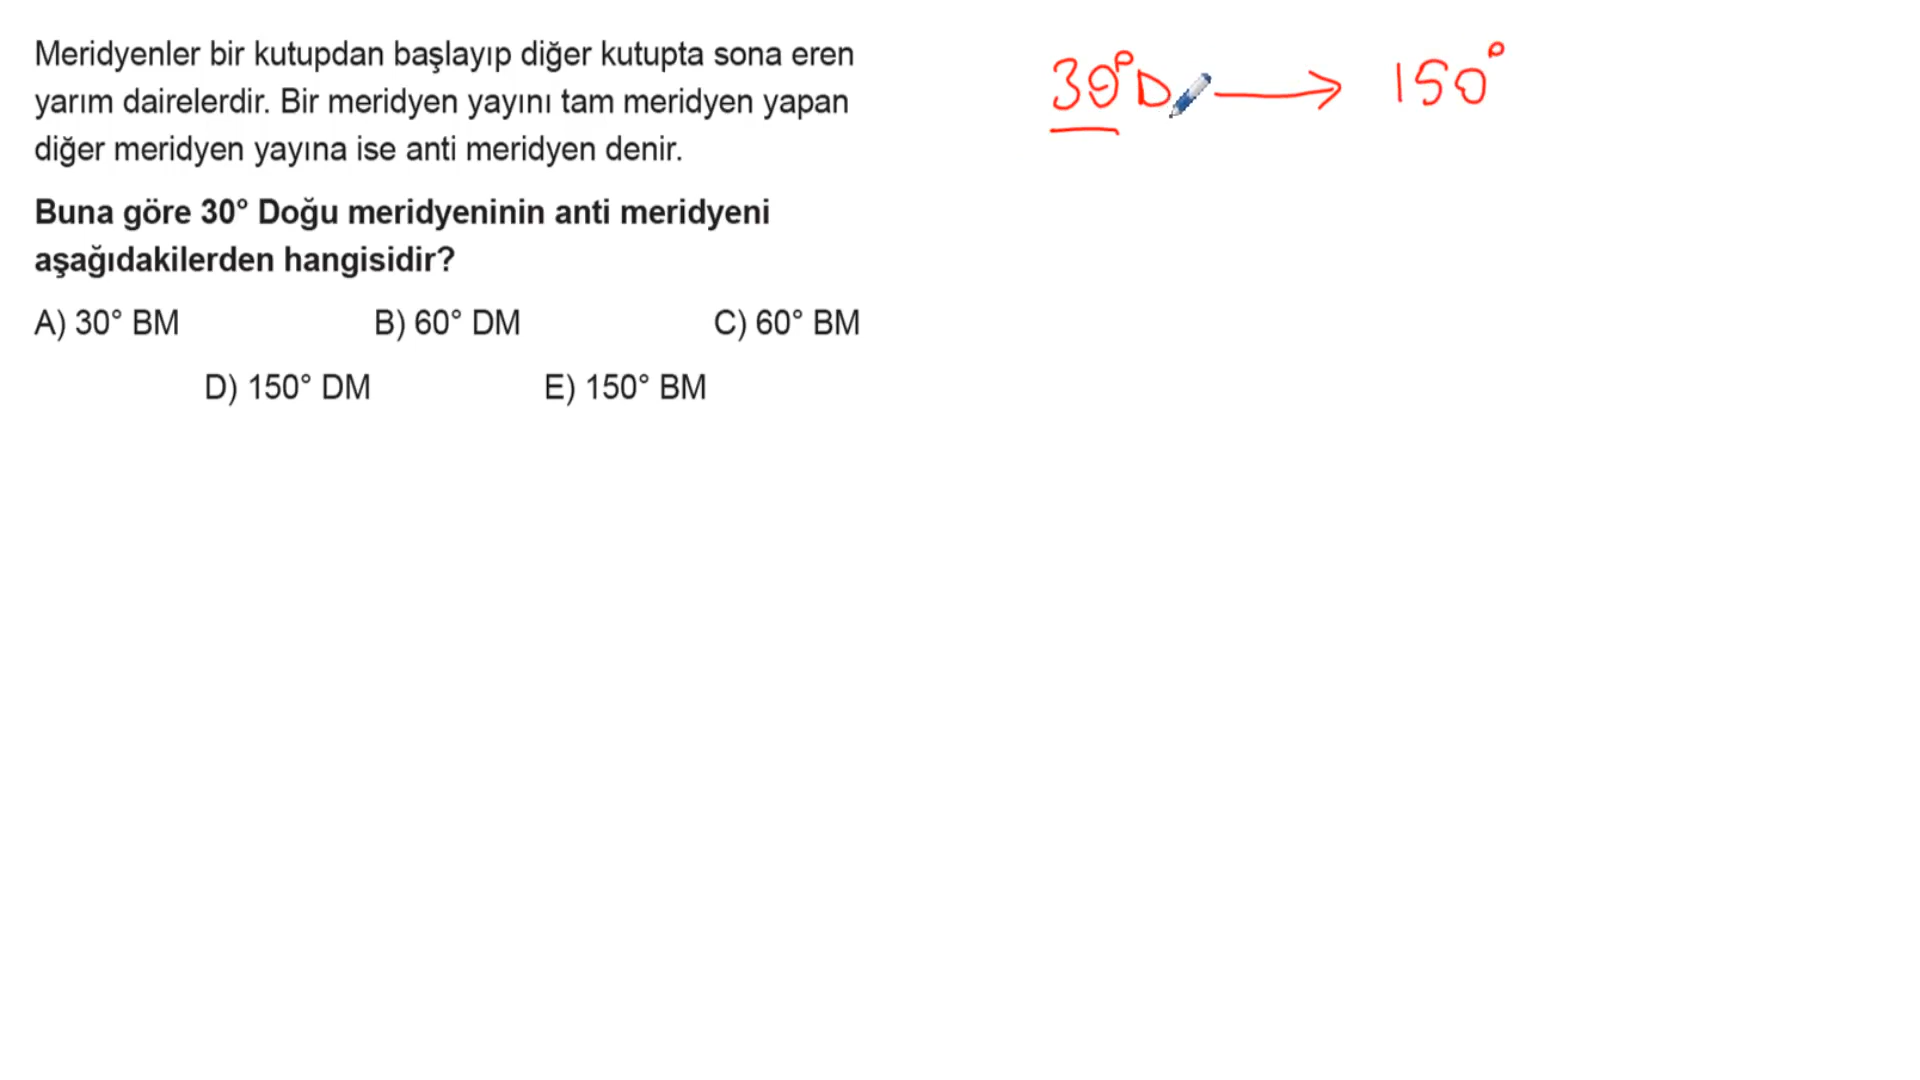 Meridyenler bir kutupdan başlayıp diğer kutupta sona eren
yarım dairelerdir. Bir meridyen yayını tam meridyen yapan
diğer meridyen yayına ise anti meridyen denir.
Buna göre 30° Doğu meridyeninin anti meridyeni
aşağıdakilerden hangisidir?
A) 30° BM B) 60° DM C) 60° BM
D) 150° DM E) 150° BM
30°D → 150°